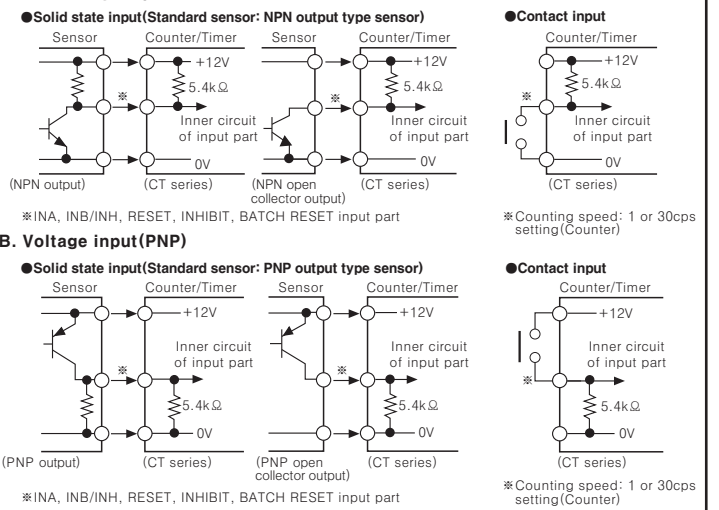 ●Solid state input(Standard sensor: NPN output type sensor)
Sensor
Counter/Timer
+12V
5.4kΩ
※
Inner circuit
of input part
0V
(NPN output)
(CT series)
Sensor
Counter/Timer
+12V
5.4kΩ
※
Inner circuit
of input part
0V
(NPN open
collector output)
(CT series)
※INA, INB/INH, RESET, INHIBIT, BATCH RESET input part
●Contact input
Counter/Timer
+12V
5.4kΩ
※
Inner circuit
of input part
0V
(CT series)
※Counting speed: 1 or 30cps
setting(Counter)
B. Voltage input(PNP)
●Solid state input(Standard sensor: PNP output type sensor)
Sensor
Counter/Timer
+12V
Inner circuit
of input part
※
5.4kΩ
0V
(PNP output)
(CT series)
Sensor
Counter/Timer
+12V
Inner circuit
of input part
※
5.4kΩ
0V
(PNP open
collector output)
(CT series)
※INA, INB/INH, RESET, INHIBIT, BATCH RESET input part
●Contact input
Counter/Timer
+12V
Inner circuit
of input part
※
5.4kΩ
0V
(CT series)
※Counting speed: 1 or 30cps
setting(Counter)